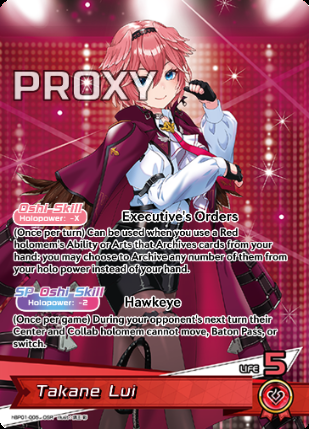 PROXY
Oshi-Skill
Holopower: -X
Executive's Orders
(Once per turn) Can be used when you use a Red
holomem's Ability or Arts that Archives cards from your
hand: you may choose to Archive any number of them from
your holo power instead of your hand.
SP-Oshi-Skill
Holopower: -2
Hawkeye
(Once per game) During your opponent's next turn their
Center and Collab holomem cannot move, Baton Pass, or
switch.
LIFE 5
Takane Lui